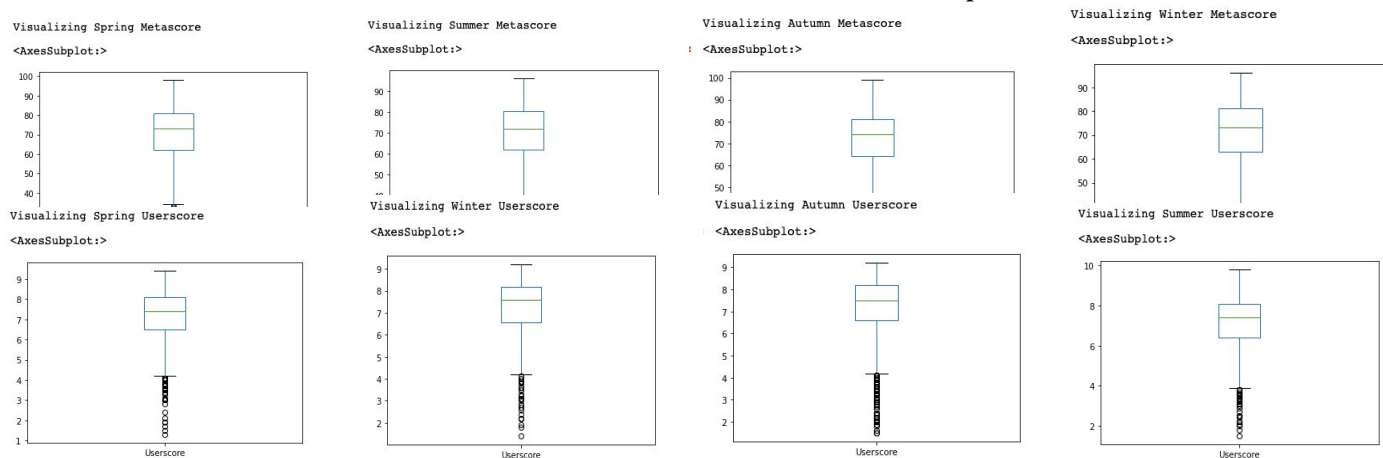 Visualizing Spring Metascore
<AxesSubplot:>
100
90
80
70
60
50
40
Visualizing Summer Metascore
<AxesSubplot:>
90
80
70
60
50
Visualizing Autumn Metascore
: <AxesSubplot:>
100
90
80
70
60
50
Visualizing Winter Metascore
<AxesSubplot:>
90
80
70
60
50
Visualizing Spring Userscore
<AxesSubplot:>
9
8
7
6
5
4
3
2
1
Userscore
Visualizing Winter Userscore
<AxesSubplot:>
9
8
7
6
5
4
3
2
Userscore
Visualizing Autumn Userscore
<AxesSubplot:>
9
8
7
6
5
4
3
2
Userscore
Visualizing Summer Userscore
<AxesSubplot:>
10
8
6
4
2
Userscore